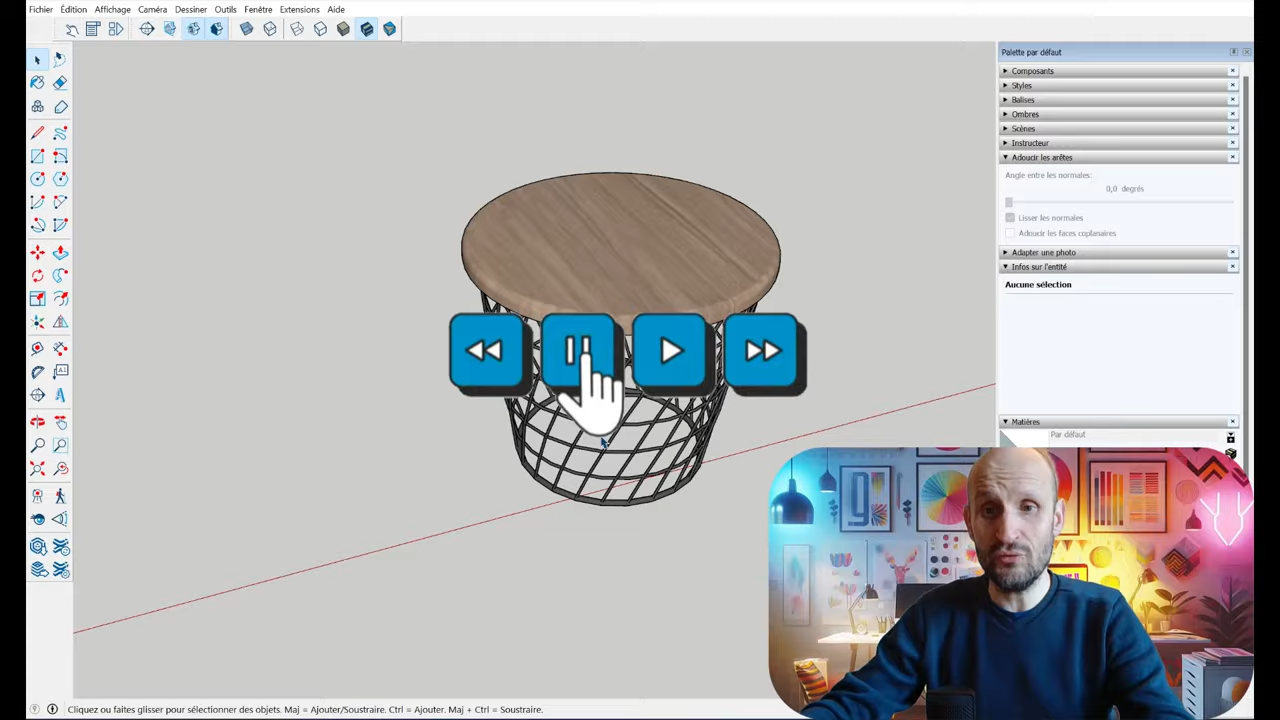 Fichier Édition Affichage Caméra Dessiner Outils Fenêtre Extensions Aide
Palette par défaut
Composants
Styles
Balises
Ombres
Scènes
Instructeur
Adoucir les arêtes
Angle entre les normales:
0,0 degrés
Lisser les normales
Adoucir les faces coplanaires
Adapter une photo
Infos sur l'entité
Aucune sélection
Matières
Par défaut
Cliquez ou faites glisser pour sélectionner des objets. Maj = Ajouter/Soustraire. Ctrl = Ajouter. Maj + Ctrl = Soustraire.